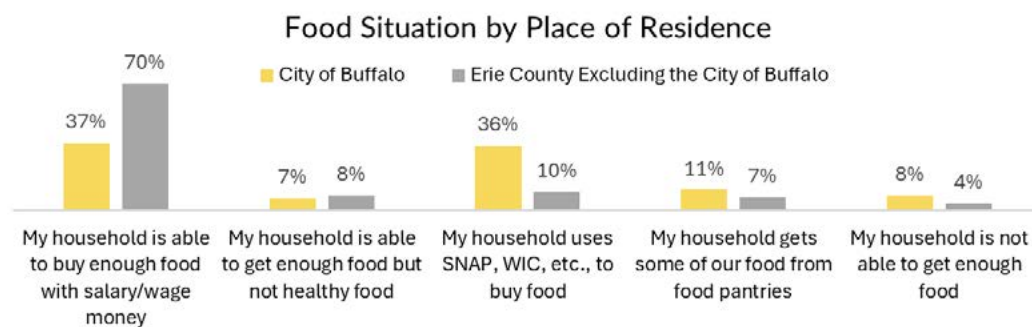 Food Situation by Place of Residence
City of Buffalo
Erie County Excluding the City of Buffalo
37%
70%
7%
8%
36%
10%
11%
7%
8%
4%
My household is able
to buy enough food
with salary/wage
money
My household is able
to get enough food but
not healthy food
My household uses
SNAP, WIC, etc., to
buy food
My household gets
some of our food from
food pantries
My household is not
able to get enough
food